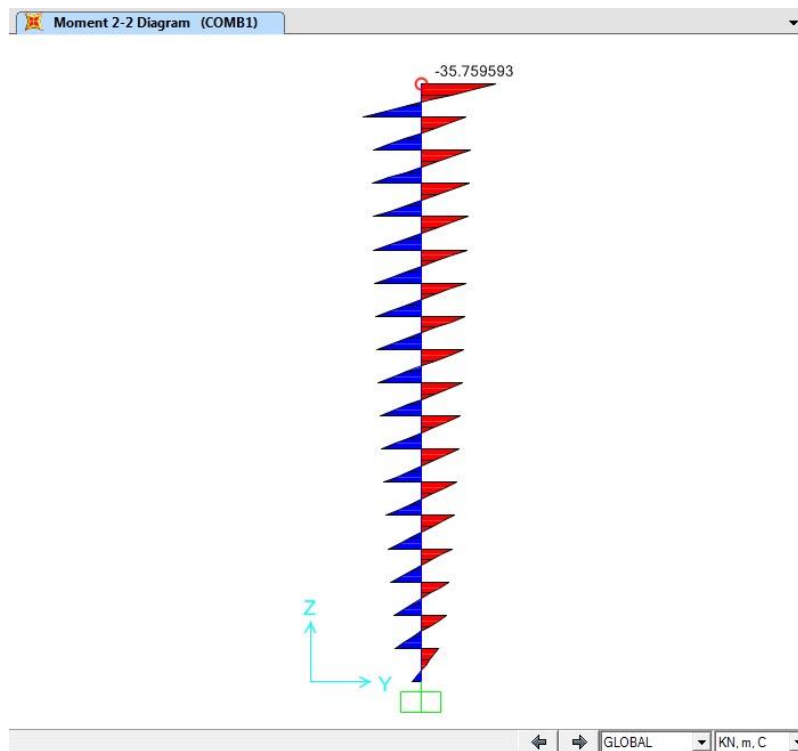 Moment 2-2 Diagram (COMB1)
-35.759593
Z
Y
GLOBAL
KN, m, C